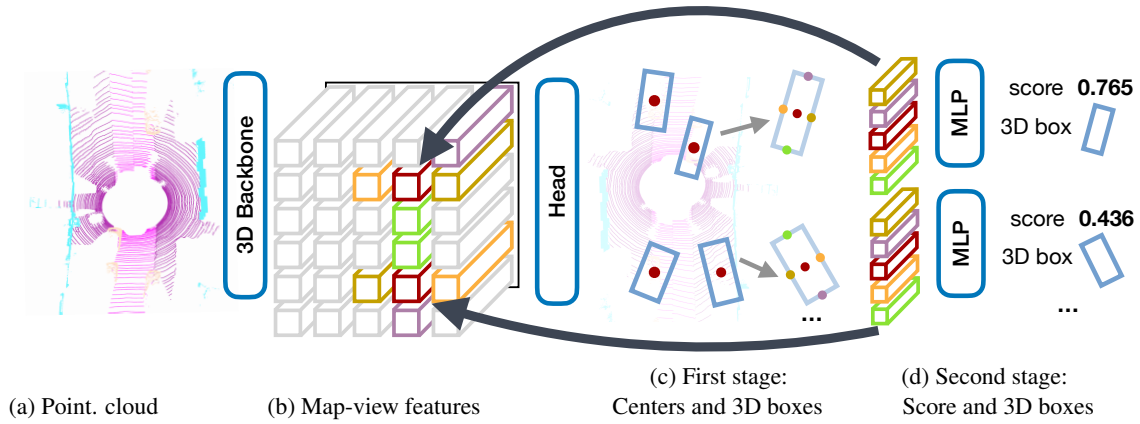 3D Backbone
Head
MLP
score 0.765
3D box
MLP
score 0.436
3D box
...
...
(a) Point. cloud
(b) Map-view features
(c) First stage:
Centers and 3D boxes
(d) Second stage:
Score and 3D boxes